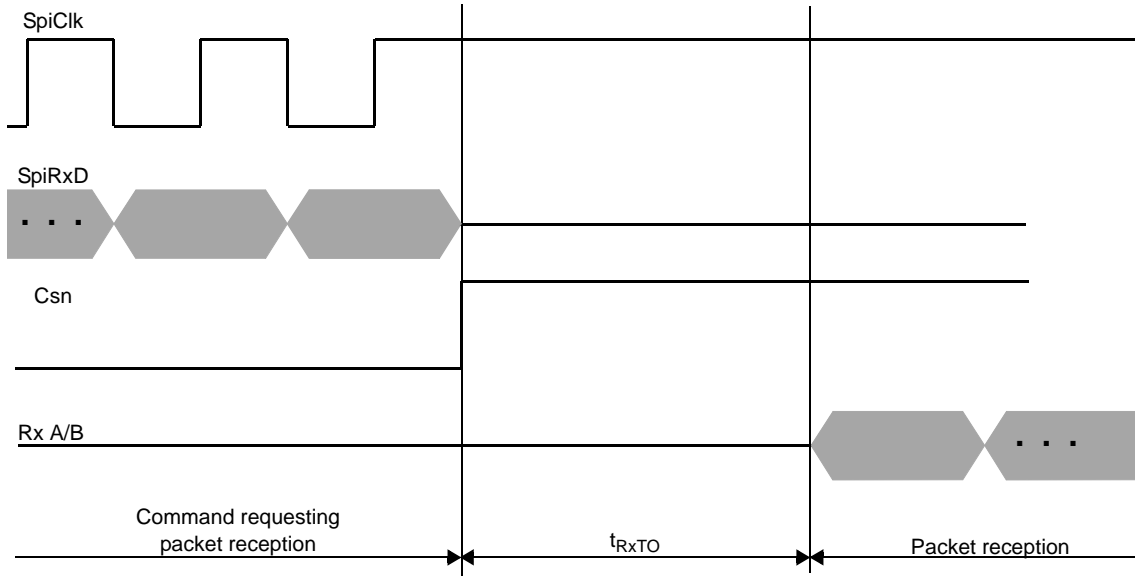 SpiClk
SpiRxD
. . .
Csn
Rx A/B
. . .
Command requesting
packet reception
tRxTO
Packet reception